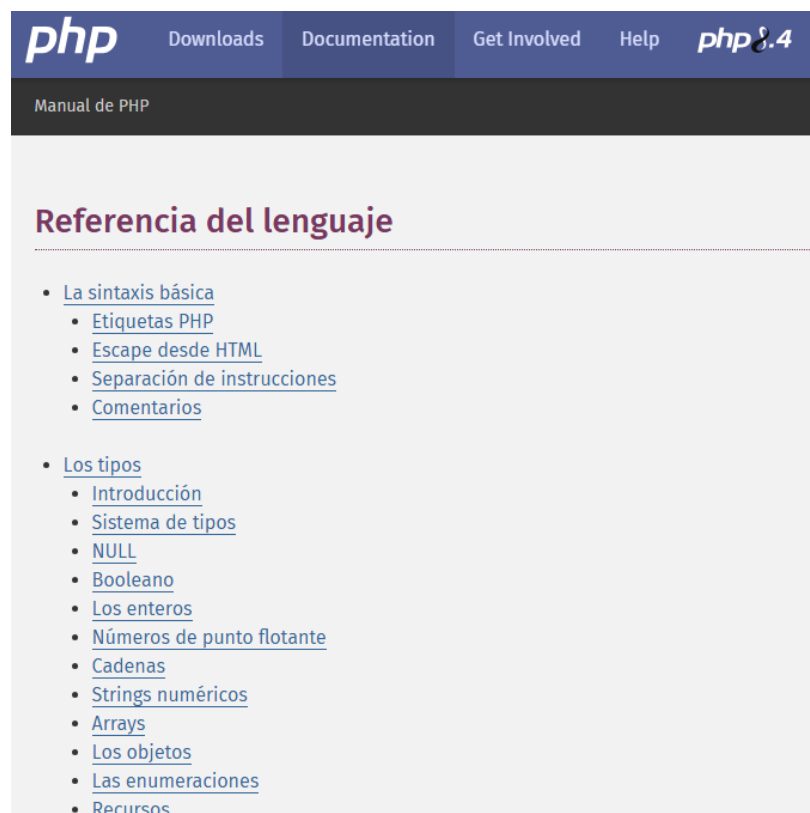 php Downloads Documentation Get Involved Help php8.4
Manual de PHP
Referencia del lenguaje
La sintaxis básica
Etiquetas PHP
Escape desde HTML
Separación de instrucciones
Comentarios
Los tipos
Introducción
Sistema de tipos
NULL
Booleano
Los enteros
Números de punto flotante
Cadenas
Strings numéricos
Arrays
Los objetos
Las enumeraciones
Recursos